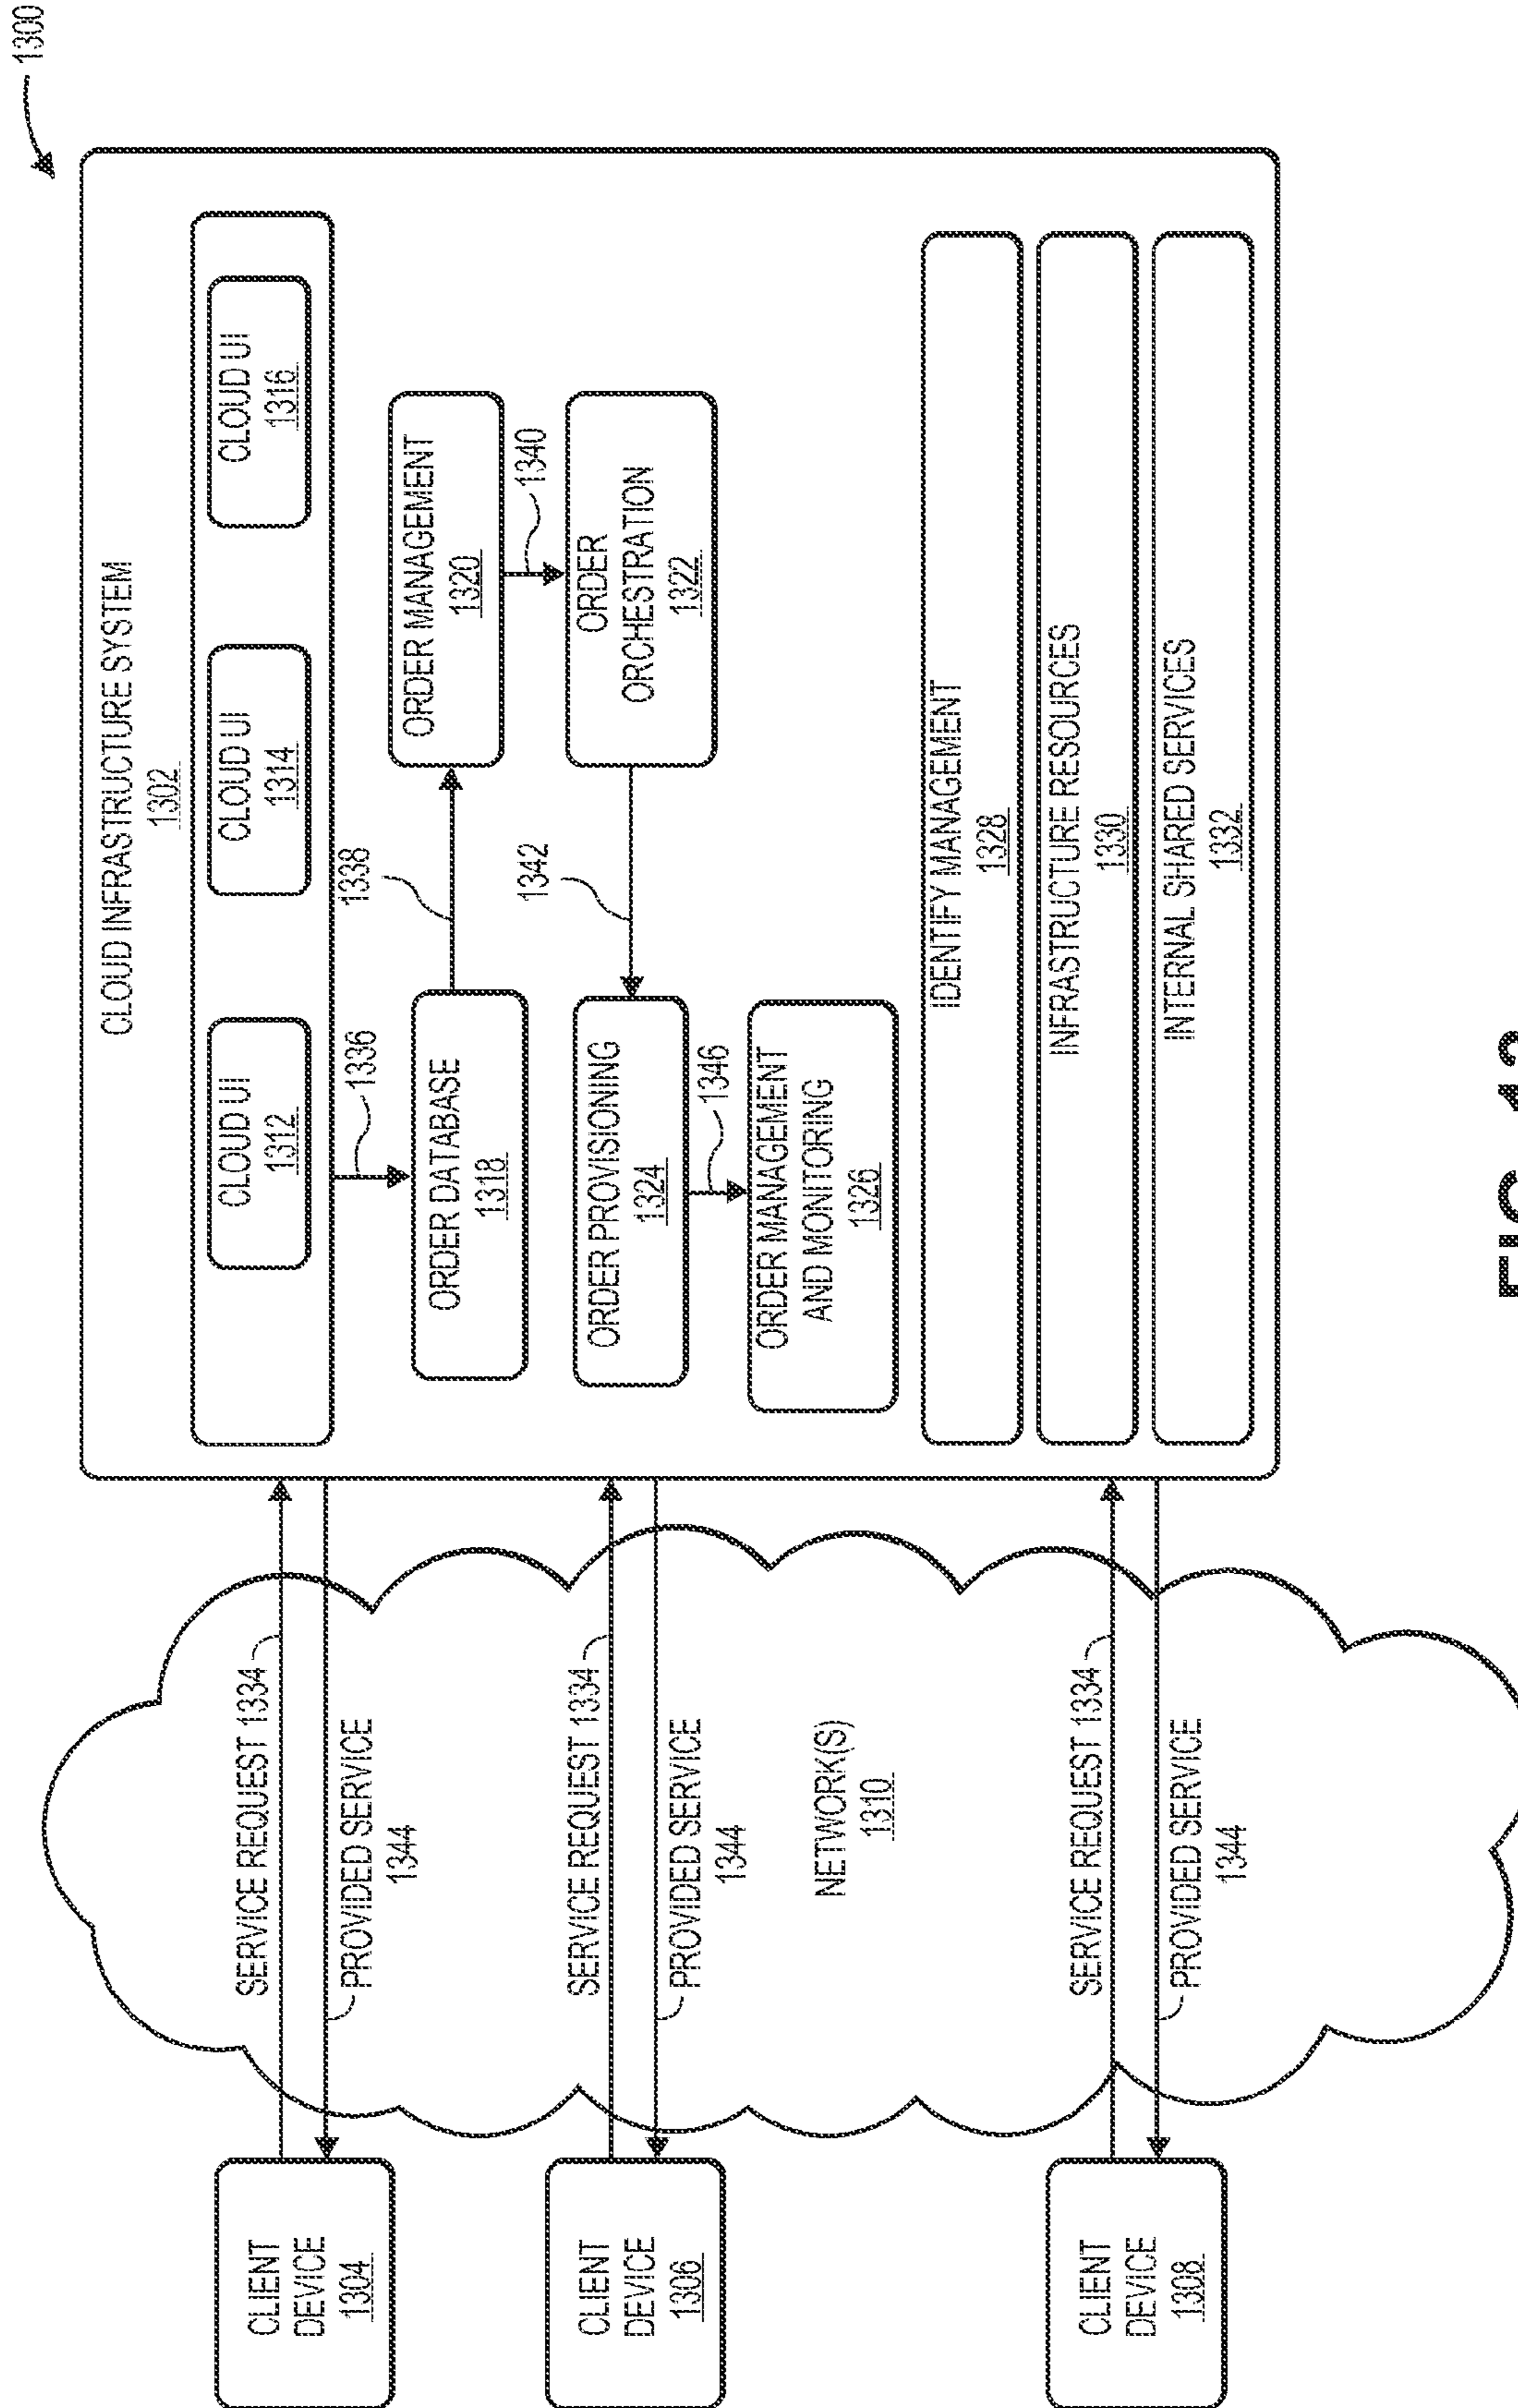 1300
CLOUD INFRASTRUCTURE SYSTEM
1302
CLOUD UI
1312
CLOUD UI
1314
CLOUD UI
1316
1336
1338
ORDER DATABASE
1318
ORDER MANAGEMENT
1320
1340
1342
ORDER PROVISIONING
1324
ORDER
ORCHESTRATION
1322
1346
ORDER MANAGEMENT
AND MONITORING
1326
IDENTIFY MANAGEMENT
1328
INFRASTRUCTURE RESOURCES
1330
INTERNAL SHARED SERVICES
1332
CLIENT
DEVICE
1304
SERVICE REQUEST 1334
PROVIDED SERVICE
1344
CLIENT
DEVICE
1306
SERVICE REQUEST 1334
PROVIDED SERVICE
1344
NETWORK(S)
1310
CLIENT
DEVICE
1308
SERVICE REQUEST 1334
PROVIDED SERVICE
1344